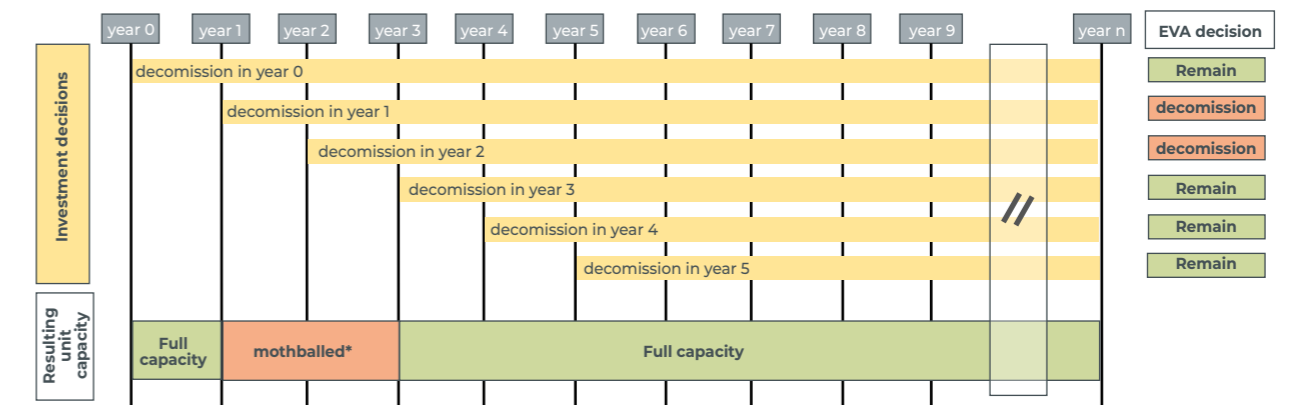 year 0
year 1
year 2
year 3
year 4
year 5
year 6
year 7
year 8
year 9
year n
EVA decision
Investment decisions
decomission in year 0
Remain
decomission in year 1
decomission
decomission in year 2
decomission
decomission in year 3
Remain
decomission in year 4
Remain
decomission in year 5
Remain
//
Resulting
unit
capacity
Full
capacity
mothballed*
Full capacity